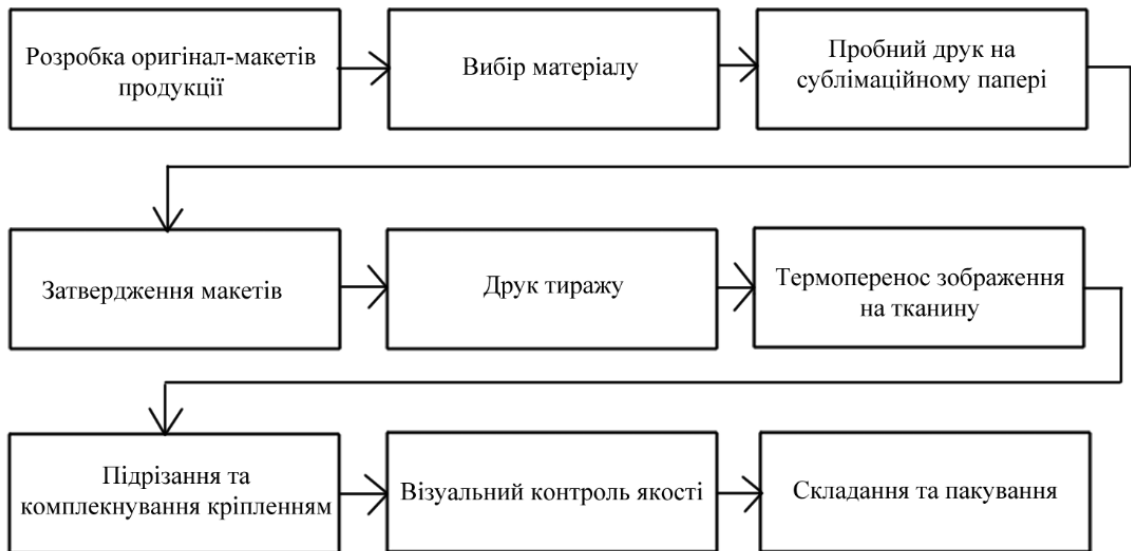 Розробка оригінал-макетів
продукції
Вибір матеріалу
Пробний друк на
сублімаційному папері
Затвердження макетів
Друк тиражу
Термоперенос зображення
на тканину
Підрізання та
комплекнування кріпленням
Візуальний контроль якості
Складання та пакування